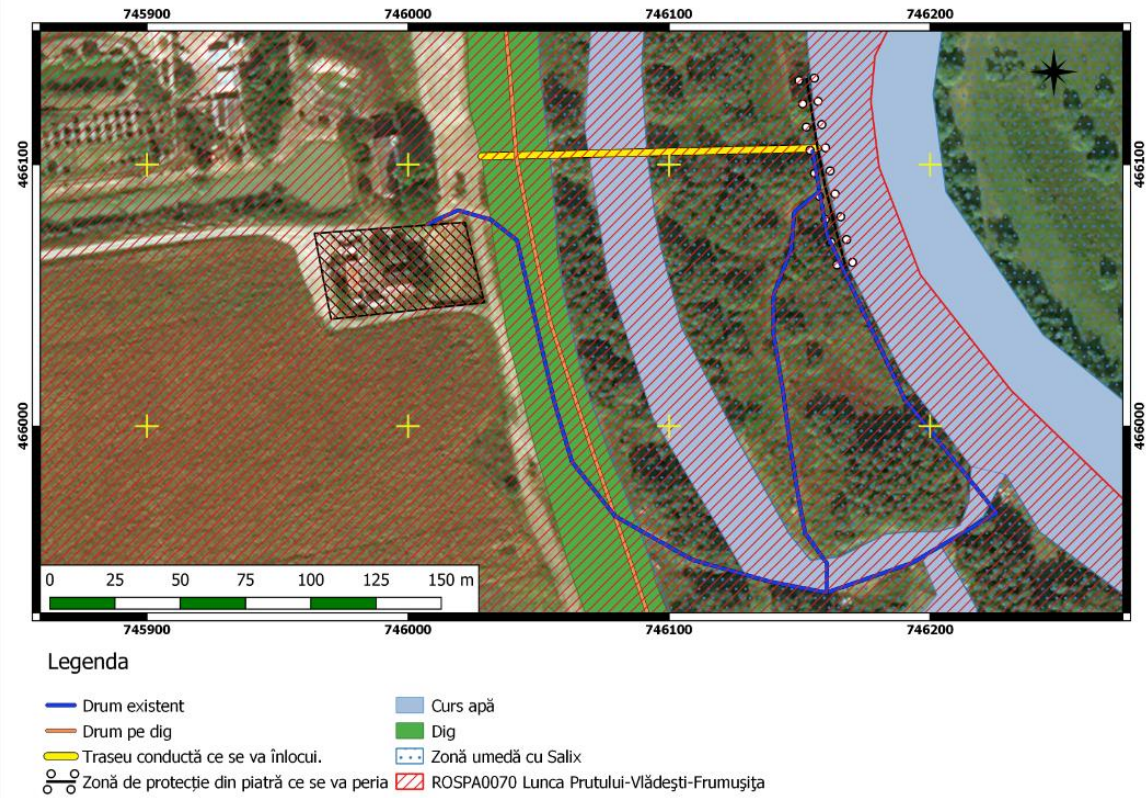 745900 746000 746100 746200
466100 466100
466000 466000
0 25 50 75 100 125 150 m
745900 746000 746100 746200
Legenda
Drum existent
Drum pe dig
Traseu conductă ce se va înlocui.
Zonă de protecție din piatră ce se va peria
Curs apă
Dig
Zonă umedă cu Salix
ROSPA0070 Lunca Prutului-Vlădești-Frumușița